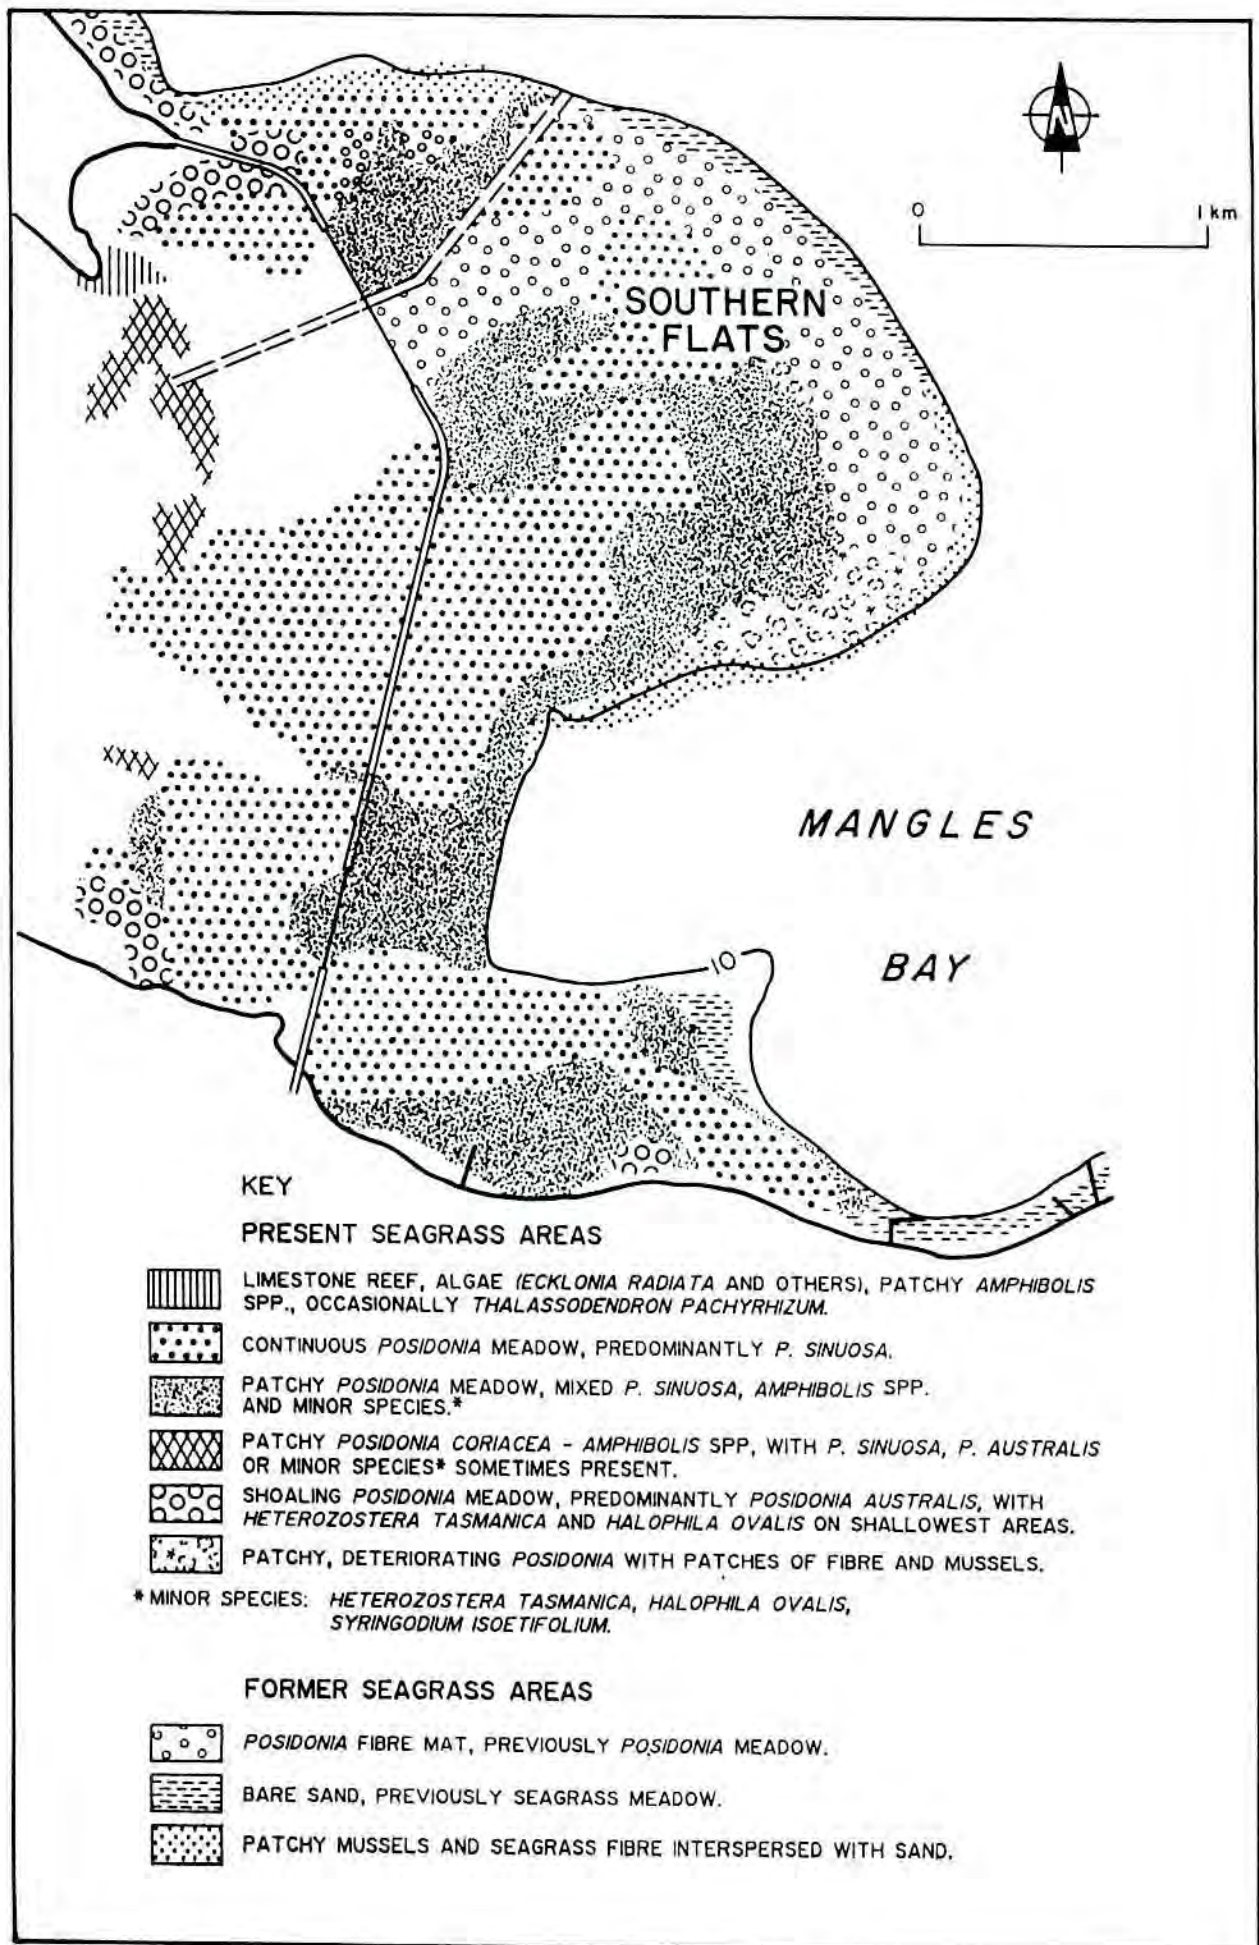 N
0 1 km
SOUTHERN
FLATS
MANGLES
BAY
10
KEY
PRESENT SEAGRASS AREAS
LIMESTONE REEF, ALGAE (ECKLONIA RADIATA AND OTHERS), PATCHY AMPHIBOLIS
SPP., OCCASIONALLY THALASSODENDRON PACHYRHIZUM.
CONTINUOUS POSIDONIA MEADOW, PREDOMINANTLY P. SINUOSA.
PATCHY POSIDONIA MEADOW, MIXED P. SINUOSA, AMPHIBOLIS SPP.
AND MINOR SPECIES.*
PATCHY POSIDONIA CORIACEA - AMPHIBOLIS SPP, WITH P. SINUOSA, P. AUSTRALIS
OR MINOR SPECIES* SOMETIMES PRESENT.
SHOALING POSIDONIA MEADOW, PREDOMINANTLY POSIDONIA AUSTRALIS, WITH
HETEROZOSTERA TASMANICA AND HALOPHILA OVALIS ON SHALLOWEST AREAS.
PATCHY, DETERIORATING POSIDONIA WITH PATCHES OF FIBRE AND MUSSELS.
* MINOR SPECIES: HETEROZOSTERA TASMANICA, HALOPHILA OVALIS,
SYRINGODIUM ISOETIFOLIUM.
FORMER SEAGRASS AREAS
POSIDONIA FIBRE MAT, PREVIOUSLY POSIDONIA MEADOW.
BARE SAND, PREVIOUSLY SEAGRASS MEADOW.
PATCHY MUSSELS AND SEAGRASS FIBRE INTERSPERSED WITH SAND.